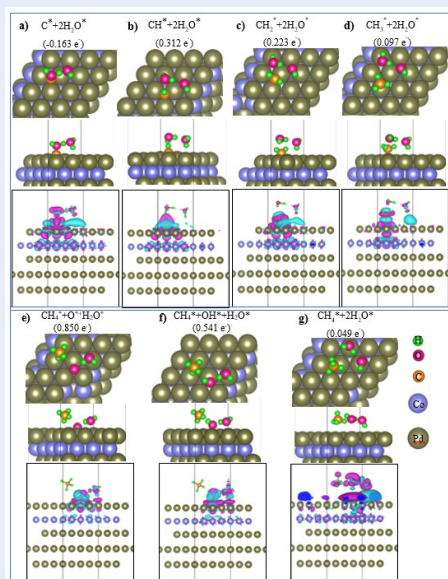 a) C*+2H₂O* b) CH*+2H₂O* c) CH₂*+2H₂O* d) CH₃*+2H₂O*
(-0.163 e⁻) (0.312 e⁻) (0.223 e⁻) (0.097 e⁻)
e) CH₄*+O*+H₂O* f) CH₄*+OH*+H₂O* g) CH₄*+2H₂O*
(0.850 e⁻) (0.541 e⁻) (0.049 e⁻)
H
O
C
Co
Pd